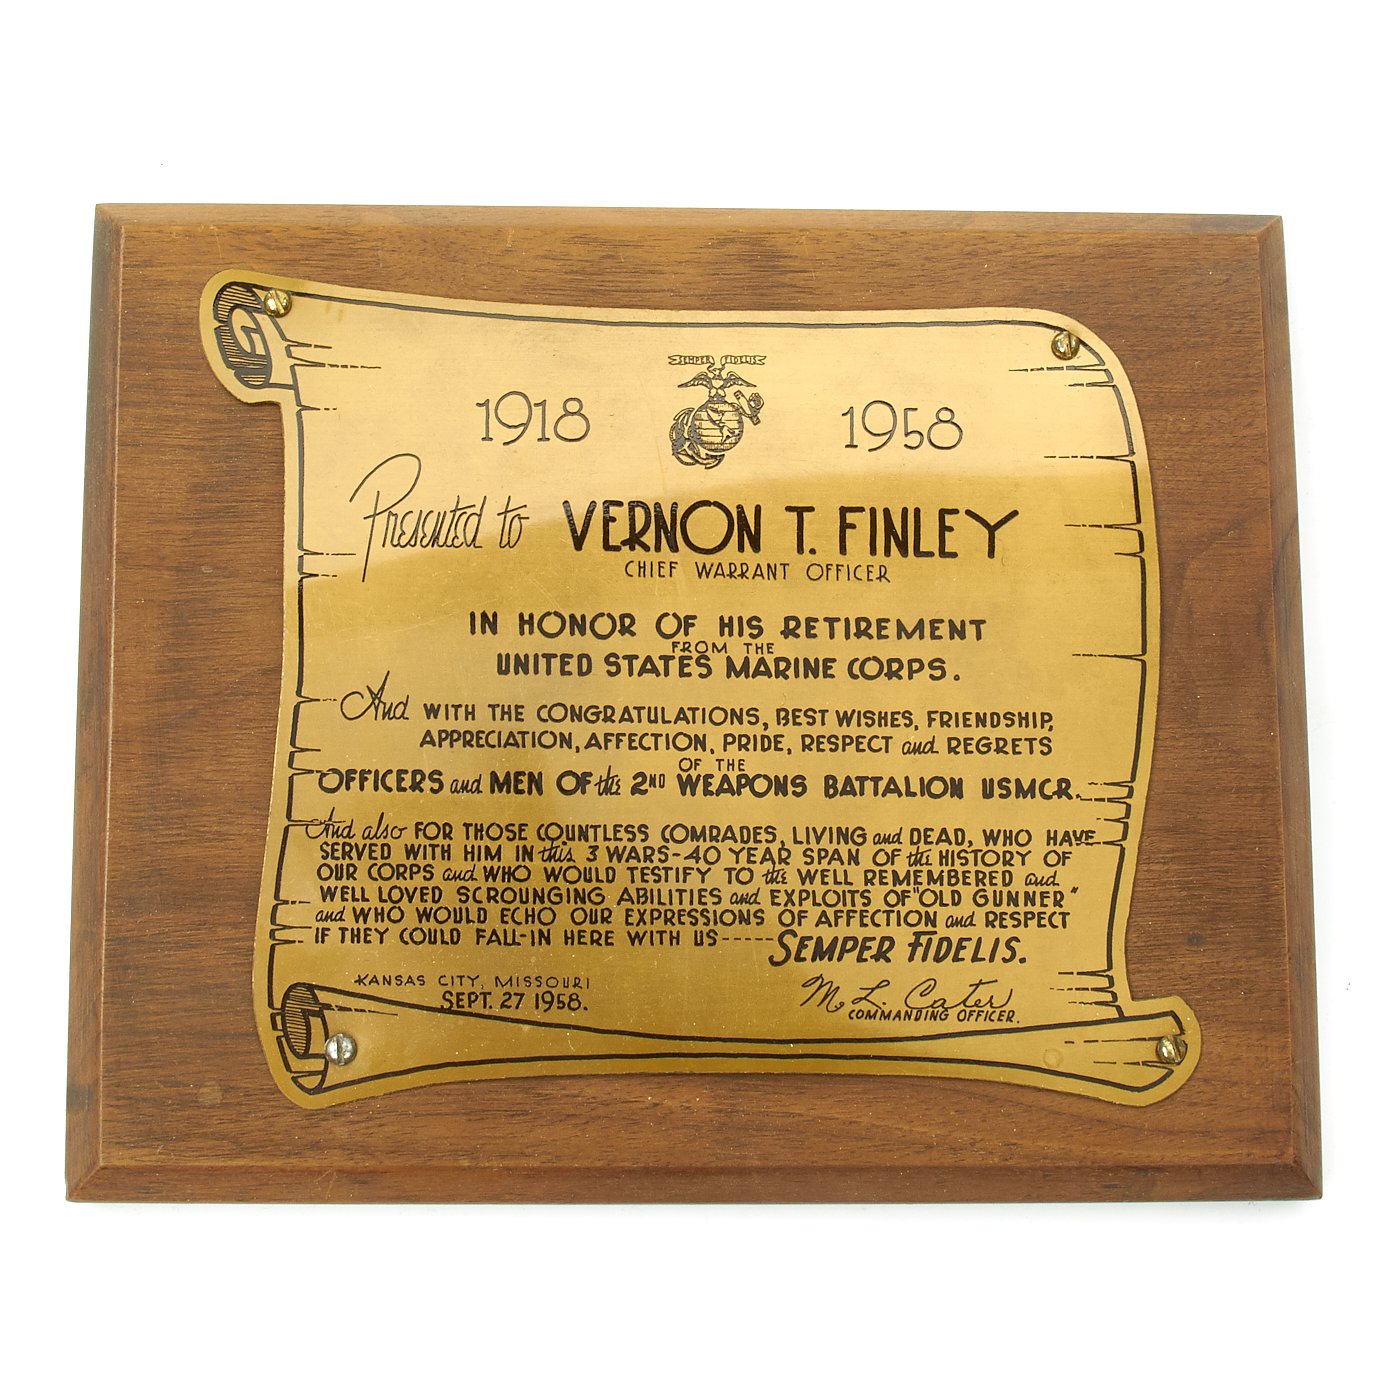 SEMPER FIDELIS
1918 1958
Presented to VERNON T. FINLEY
CHIEF WARRANT OFFICER
IN HONOR OF HIS RETIREMENT
FROM THE
UNITED STATES MARINE CORPS.
And WITH THE CONGRATULATIONS, BEST WISHES, FRIENDSHIP,
APPRECIATION, AFFECTION, PRIDE, RESPECT and REGRETS
OF THE
OFFICERS and MEN OF the 2ND WEAPONS BATTALION USMCR.
And also FOR THOSE COUNTLESS COMRADES, LIVING and DEAD, WHO HAVE
SERVED WITH HIM IN this 3 WARS-40 YEAR SPAN OF the HISTORY OF
OUR CORPS and WHO WOULD TESTIFY TO the WELL REMEMBERED and
WELL LOVED SCROUNGING ABILITIES and EXPLOITS OF "OLD GUNNER"
and WHO WOULD ECHO OUR EXPRESSIONS OF AFFECTION and RESPECT
IF THEY COULD FALL-IN HERE WITH US-----SEMPER FIDELIS.
KANSAS CITY, MISSOURI
SEPT. 27 1958.
M. L. Cater
COMMANDING OFFICER.